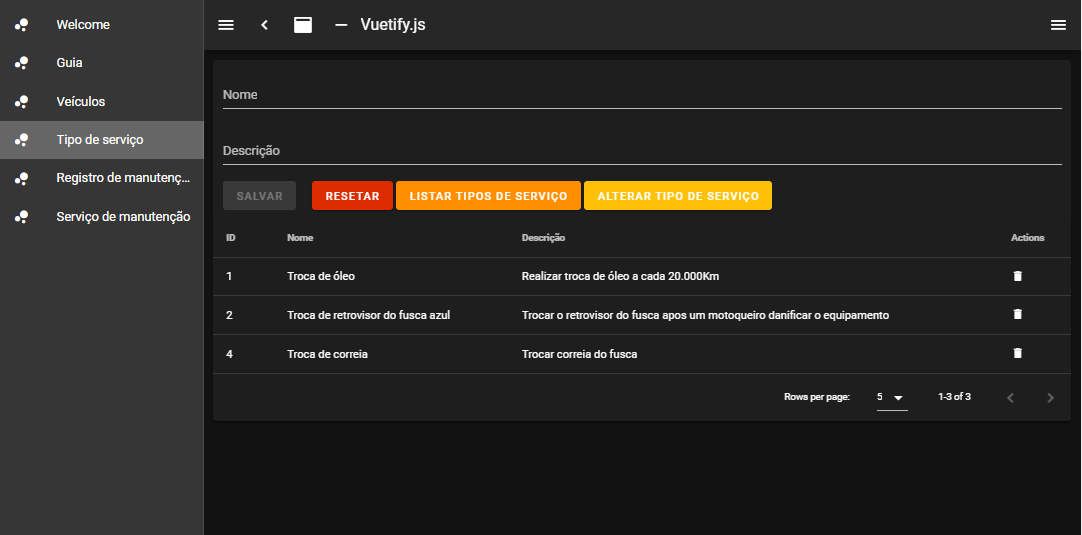 Welcome
Guia
Veículos
Tipo de serviço
Registro de manutenç...
Serviço de manutenção
Vuetify.js
Nome
Descrição
SALVAR RESETAR LISTAR TIPOS DE SERVIÇO ALTERAR TIPO DE SERVIÇO
ID Nome Descrição Actions
1 Troca de óleo Realizar troca de óleo a cada 20.000Km
2 Troca de retrovisor do fusca azul Trocar o retrovisor do fusca apos um motoqueiro danificar o equipamento
4 Troca de correia Trocar correia do fusca
Rows per page: 5 1-3 of 3